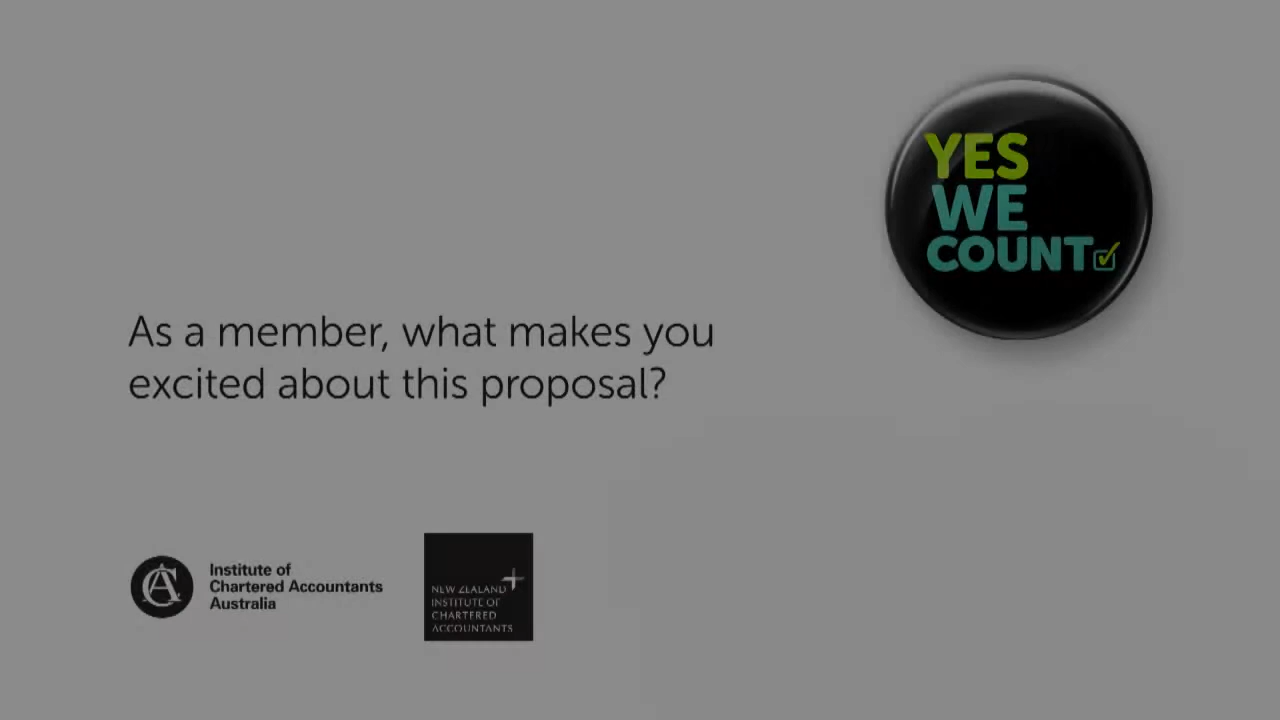 YES
WE
COUNT
As a member, what makes you
excited about this proposal?
Institute of
Chartered Accountants
Australia
NEW ZEALAND
INSTITUTE OF
CHARTERED
ACCOUNTANTS